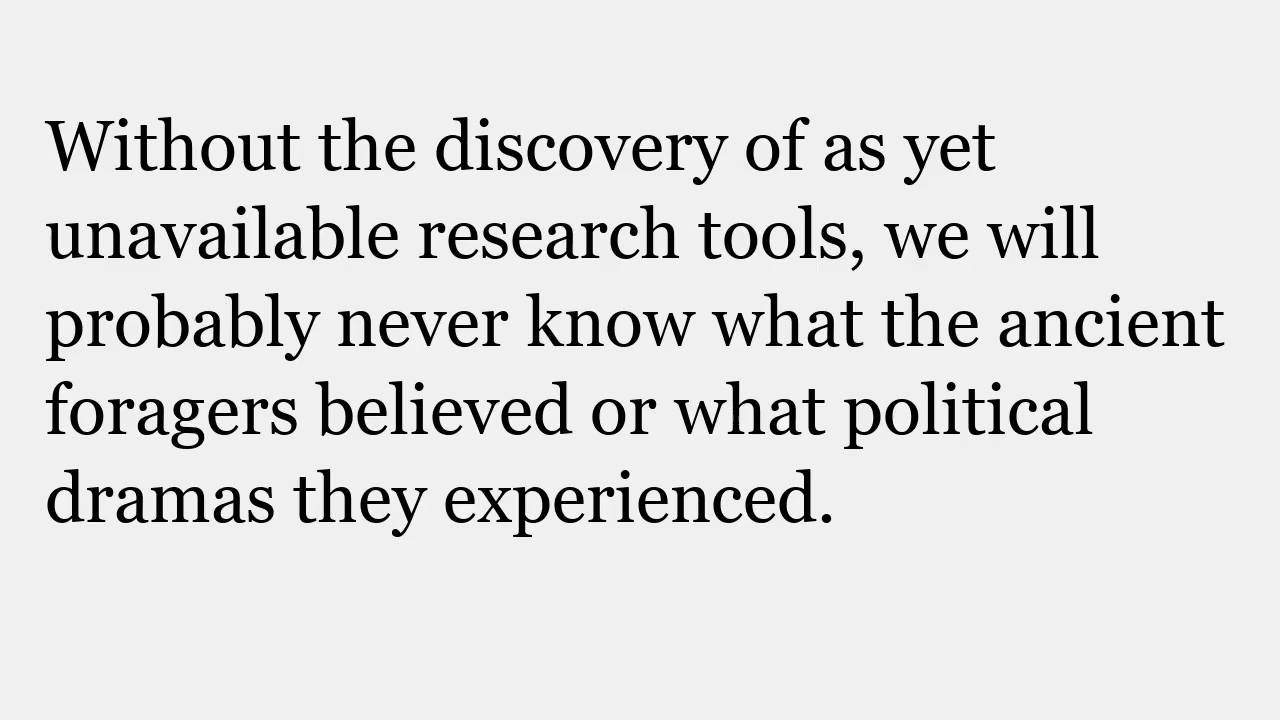 Without the discovery of as yet
unavailable research tools, we will
probably never know what the ancient
foragers believed or what political
dramas they experienced.